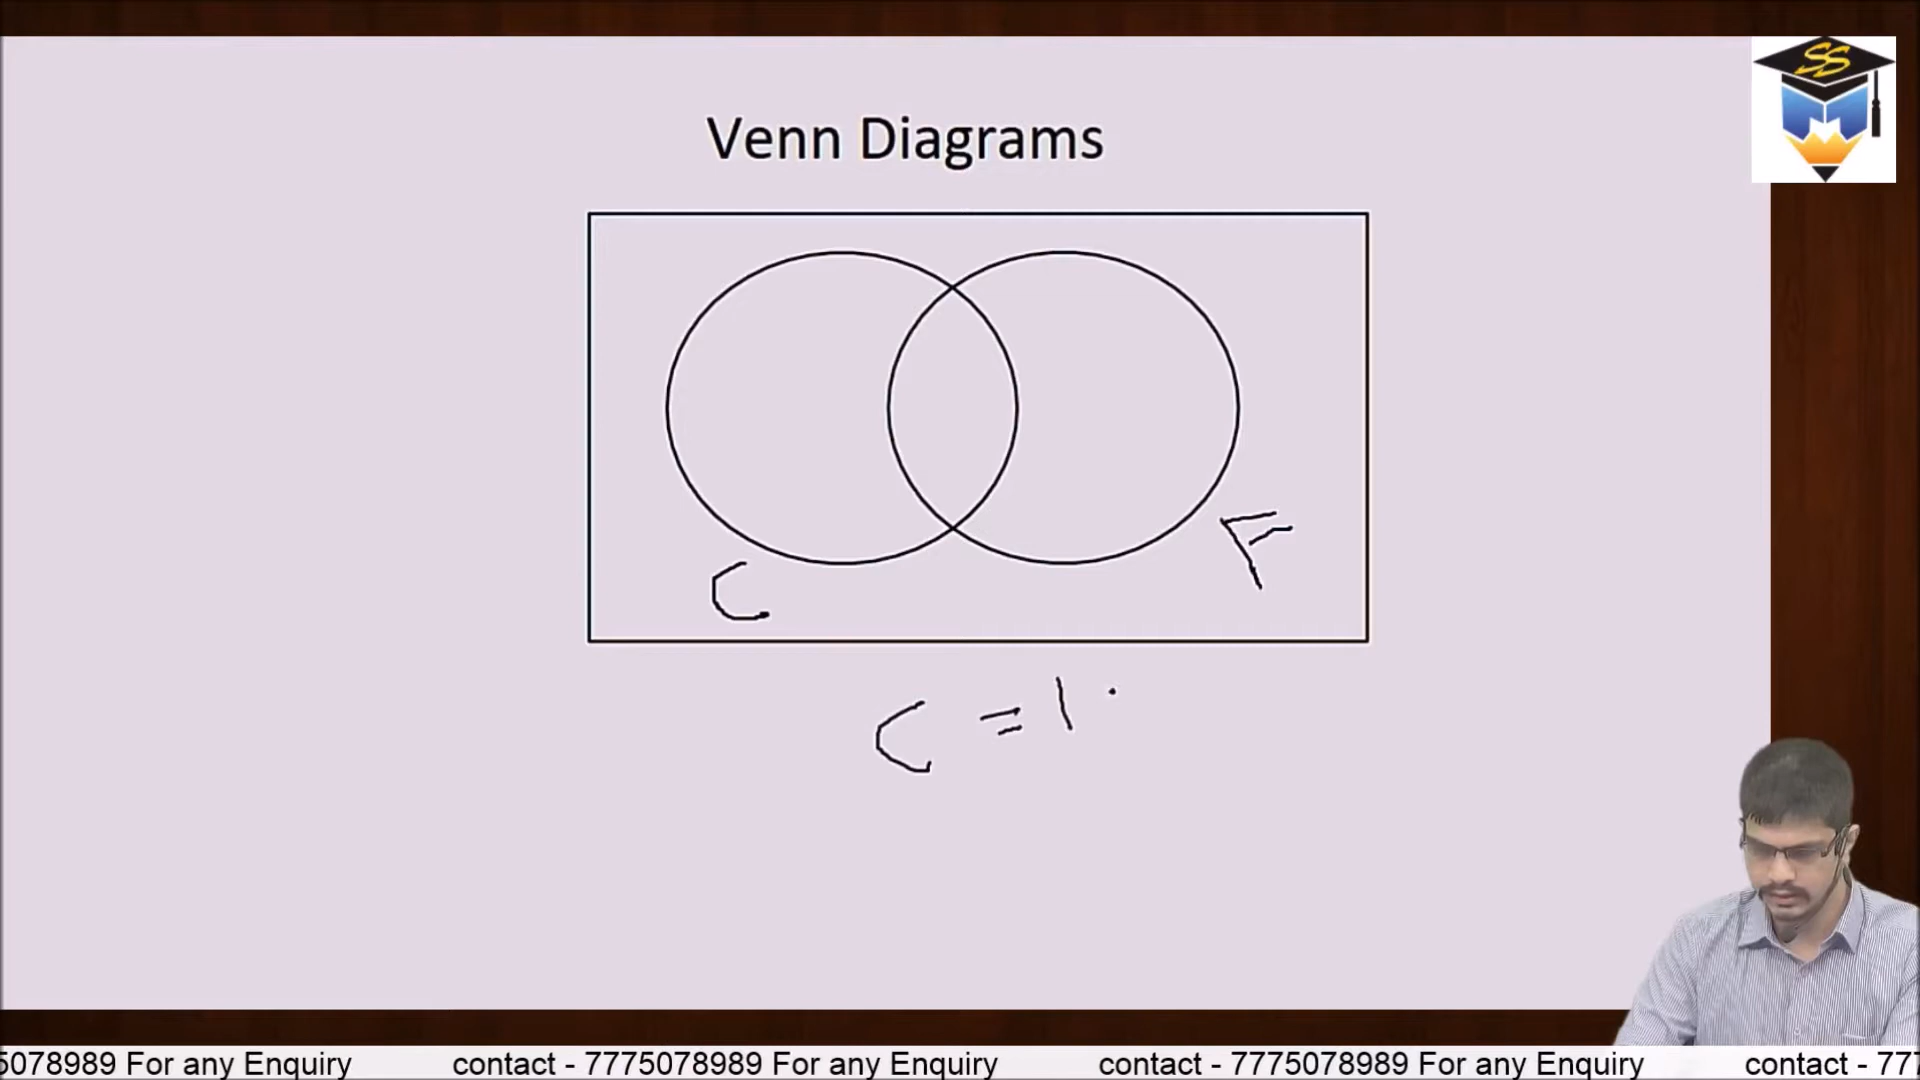 SS
Venn Diagrams
C
F
C = 1
5078989 For any Enquiry contact - 7775078989 For any Enquiry contact - 7775078989 For any Enquiry contact - 777